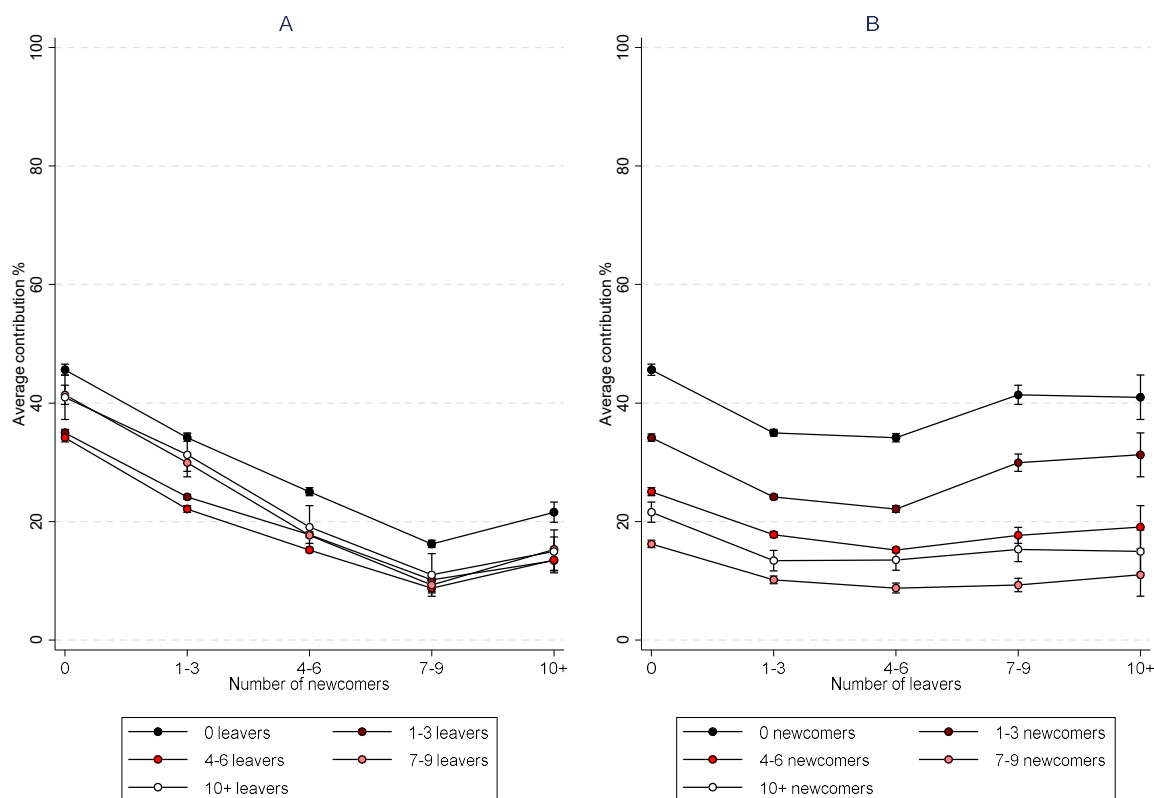 A
Average contribution %
100
80
60
40
20
0
0 1-3 4-6 7-9 10+
Number of newcomers
0 leavers 1-3 leavers
4-6 leavers 7-9 leavers
10+ leavers
B
Average contribution %
100
80
60
40
20
0
0 1-3 4-6 7-9 10+
Number of leavers
0 newcomers 1-3 newcomers
4-6 newcomers 7-9 newcomers
10+ newcomers